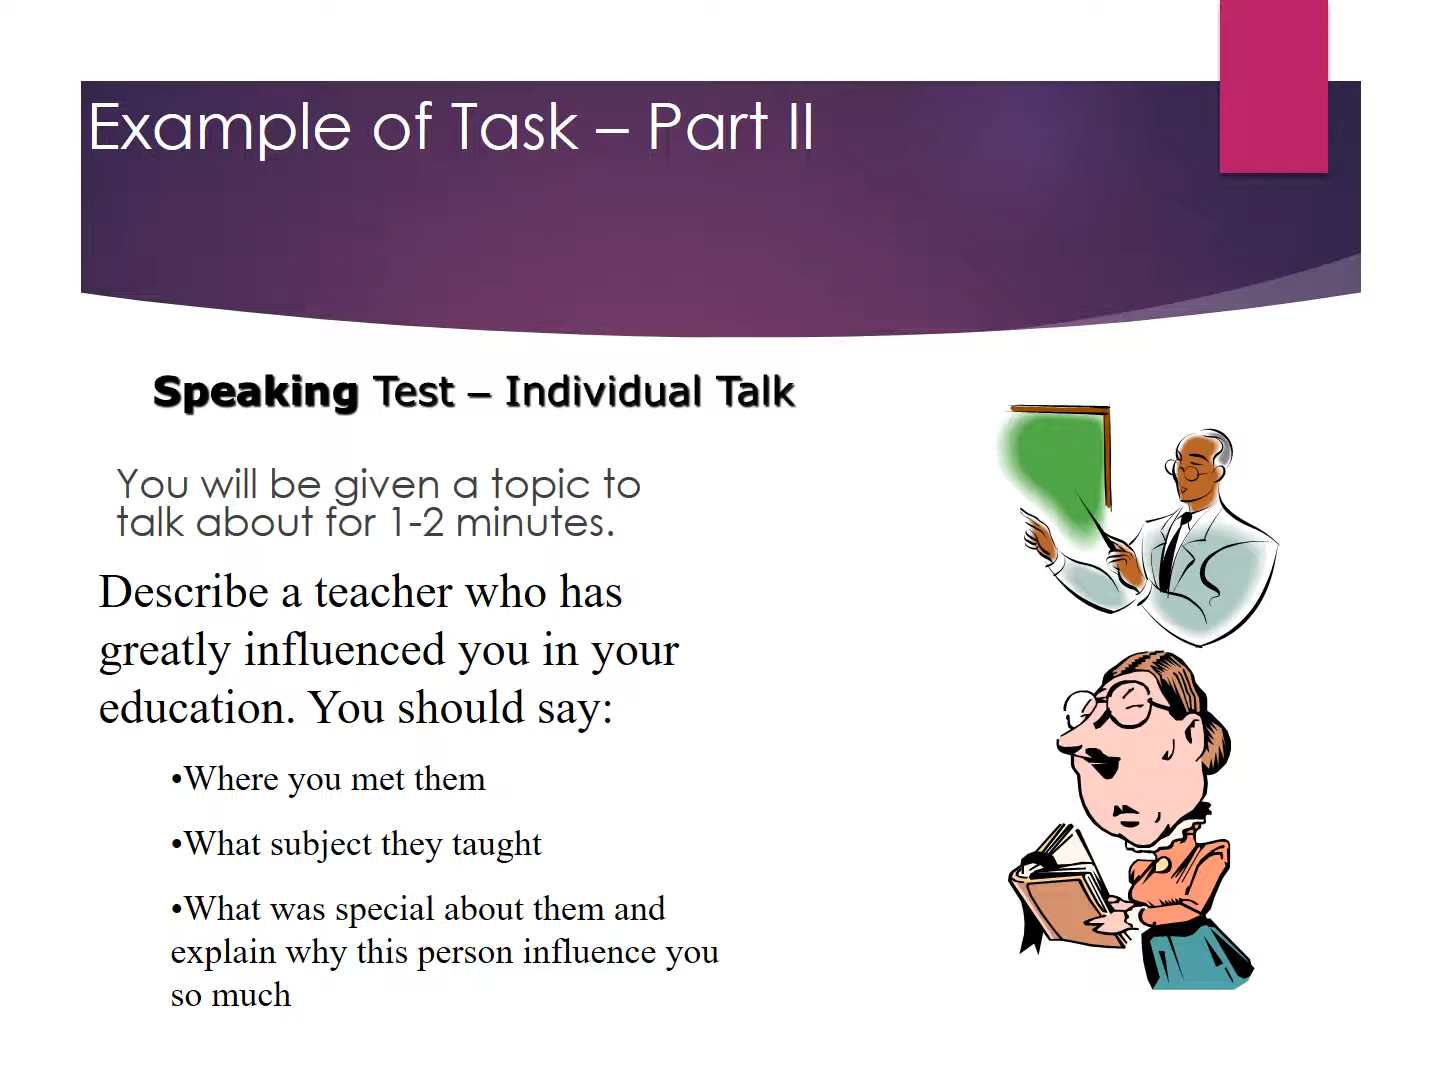 Example of Task – Part II
Speaking Test – Individual Talk
You will be given a topic to
talk about for 1-2 minutes.
Describe a teacher who has
greatly influenced you in your
education. You should say:
•Where you met them
•What subject they taught
•What was special about them and
explain why this person influence you
so much